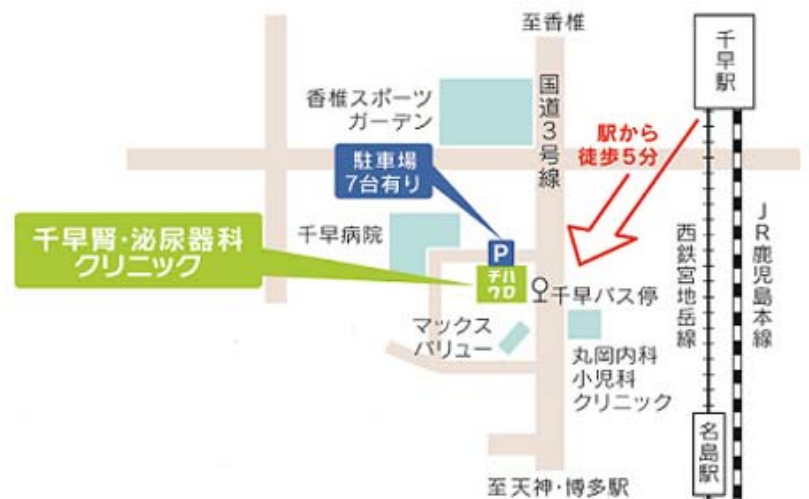 至香椎
千早駅
香椎スポーツ
ガーデン
国道3号線
駅から
徒歩5分
駐車場
7台有り
千早腎・泌尿器科
クリニック
千早病院
P
チハ
ウロ
千早バス停
西鉄宮地岳線
JR鹿児島本線
マックス
バリュー
丸岡内科
小児科
クリニック
名島駅
至天神・博多駅